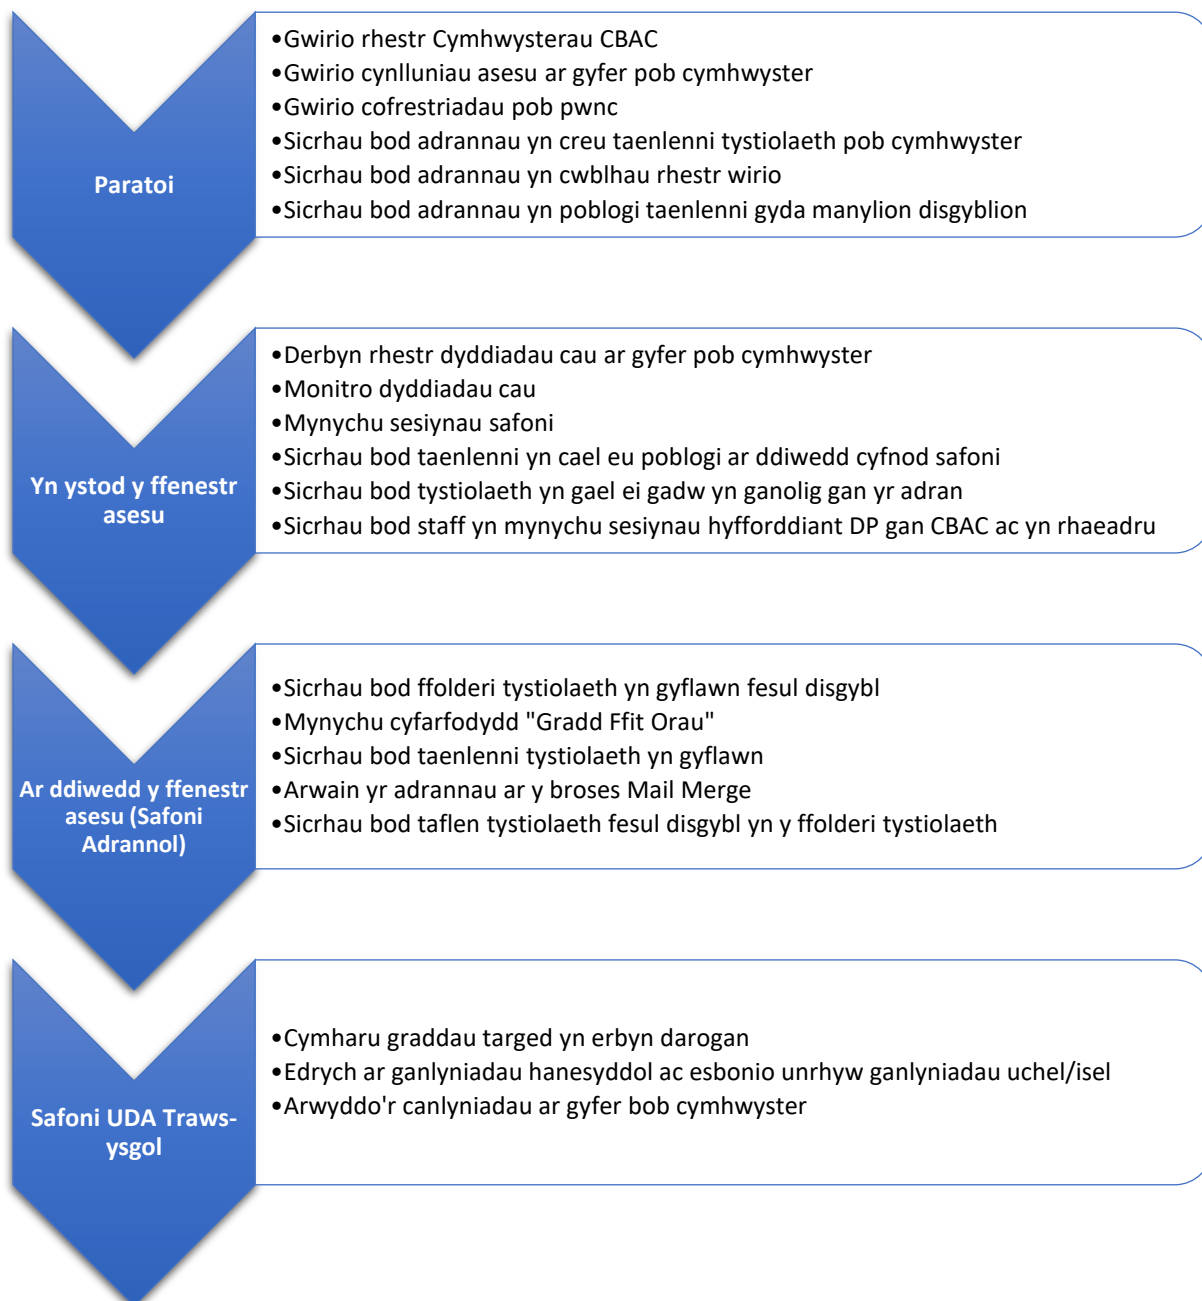 Paratoi
•Gwirio rhestr Cymhwysterau CBAC
•Gwirio cynlluniau asesu ar gyfer pob cymhwyster
•Gwirio cofrestriadau pob pwnc
•Sicrhau bod adrannau yn creu taenlenni tystiolaeth pob cymhwyster
•Sicrhau bod adrannau yn cwblhau rhestr wirio
•Sicrhau bod adrannau yn poblogi taenlenni gyda manylion disgyblion
Yn ystod y ffenestr
asesu
•Derbyn rhestr dyddiadau cau ar gyfer pob cymhwyster
•Monitro dyddiadau cau
•Mynychu sesiynau safoni
•Sicrhau bod taenlenni yn cael eu poblogi ar ddiwedd cyfnod safoni
•Sicrhau bod tystiolaeth yn gael ei gadw yn ganolig gan yr adran
•Sicrhau bod staff yn mynychu sesiynau hyfforddiant DP gan CBAC ac yn rhaeadru
Ar ddiwedd y ffenestr
asesu (Safoni
Adrannol)
•Sicrhau bod ffolderi tystiolaeth yn gyflawn fesul disgybl
•Mynychu cyfarfodydd "Gradd Ffit Orau"
•Sicrhau bod taenlenni tystiolaeth yn gyflawn
•Arwain yr adrannau ar y broses Mail Merge
•Sicrhau bod taflen tystiolaeth fesul disgybl yn y ffolderi tystiolaeth
Safoni UDA Traws-
ysgol
•Cymharu graddau targed yn erbyn darogan
•Edrych ar ganlyniadau hanesyddol ac esbonio unrhyw ganlyniadau uchel/isel
•Arwyddo'r canlyniadau ar gyfer bob cymhwyster